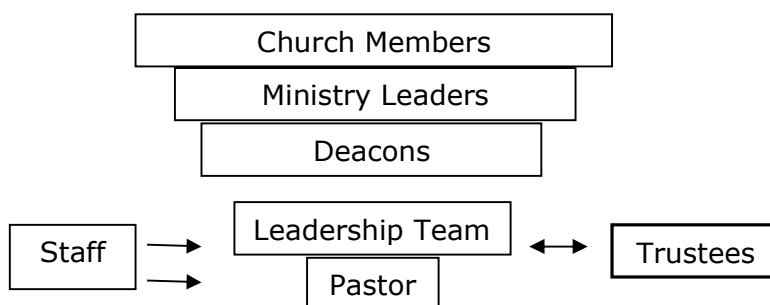 Church Members
Ministry Leaders
Deacons
Leadership Team
Staff
Trustees
Pastor